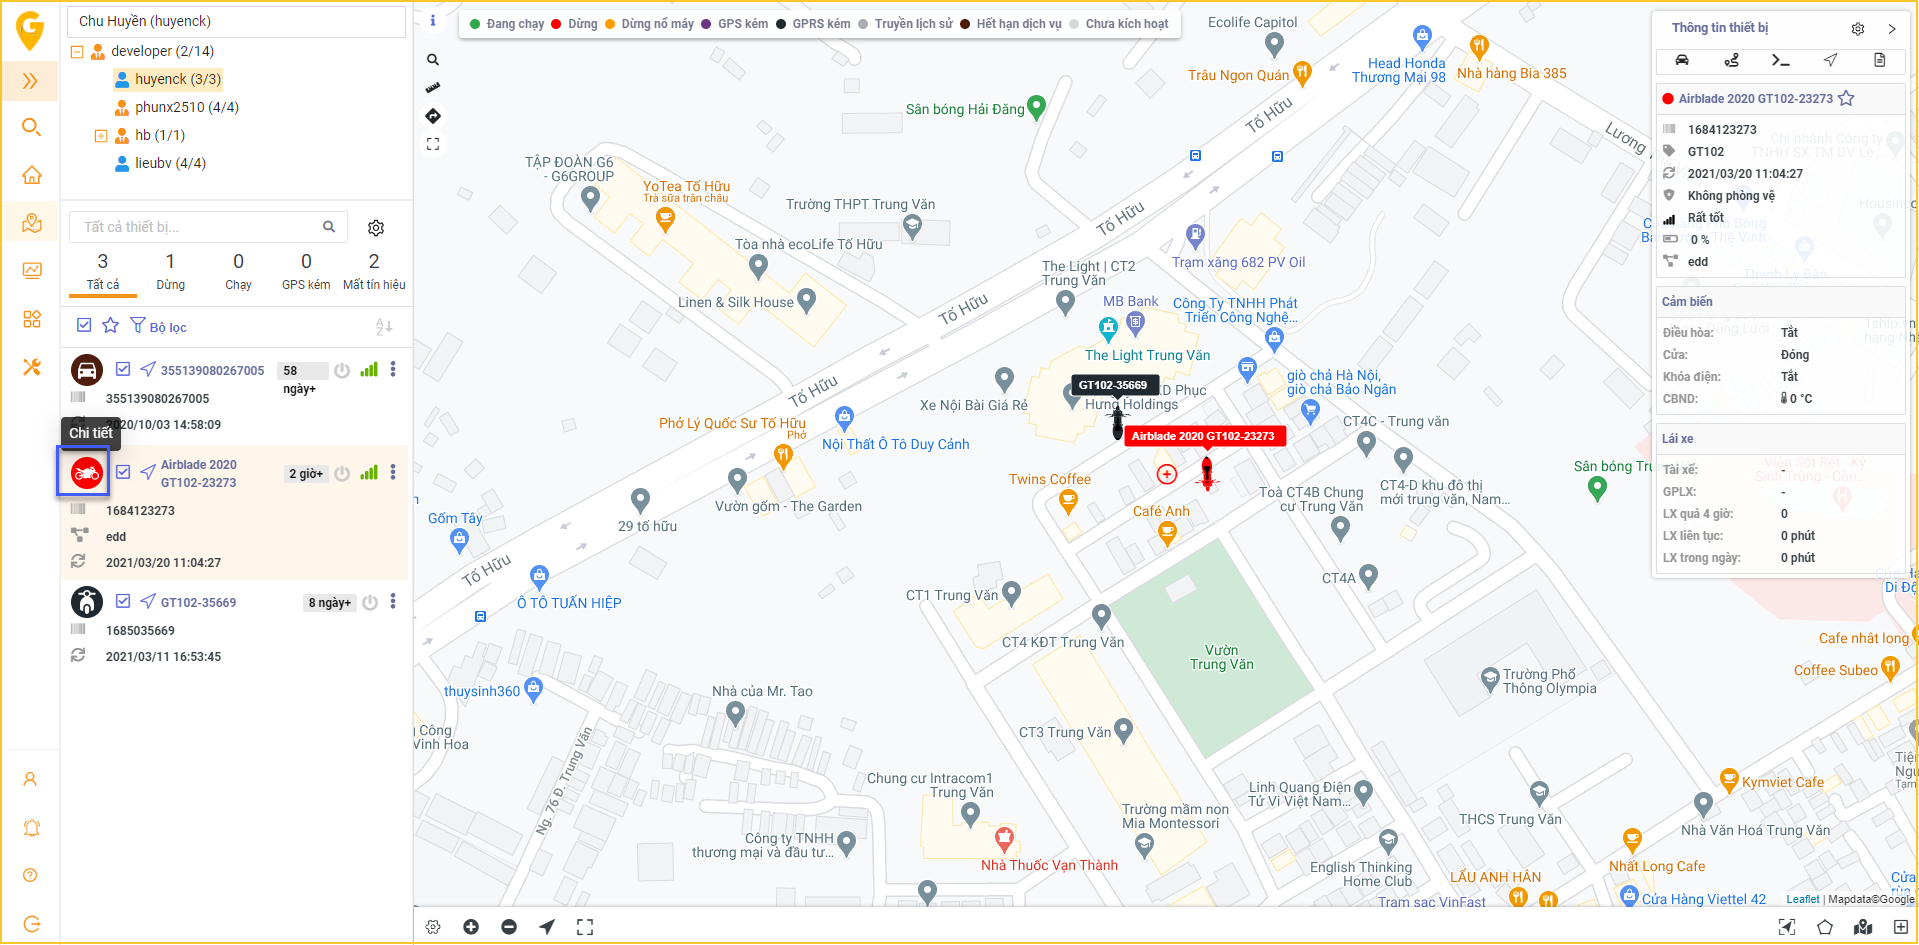 Chu Huyền (huyenck)
developer (2/14)
huyenck (3/3)
phunx2510 (4/4)
hb (1/1)
lieubv (4/4)
Tất cả thiết bị...
3 1 0 0 2
Tất cả Dừng Chạy GPS kém Mất tín hiệu
Bộ lọc
355139080267005 58 ngày+
355139080267005
2020/10/03 14:58:09
Chi tiết
Airblade 2020 GT102-23273 2 giờ+
1684123273
edd
2021/03/20 11:04:27
GT102-35669 8 ngày+
1685035669
2021/03/11 16:53:45
Đang chạy Dừng Dừng nổ máy GPS kém GPRS kém Truyền lịch sử Hết hạn dịch vụ Chưa kích hoạt
Ecolife Capitol
Head Honda
Thương Mại 98
Nhà hàng Bia 385
Trâu Ngon Quán
Sân bóng Hải Đăng
Tố Hữu
TẬP ĐOÀN G6
- G6GROUP
YoTea Tố Hữu
Trà sữa trân châu
Trường THPT Trung Văn
Tố Hữu
Tòa nhà ecoLife Tố Hữu
Trạm xăng 682 PV Oil
The Light | CT2
Trung Văn
Linen & Silk House
Tố Hữu
MB Bank
Công Ty TNHH Phát
Triển Công Nghệ...
The Light Trung Văn
giò chả Hà Nội,
giò chả Bảo Ngân
Tố Hữu
GT102-35669
KD Phục
Hưng Holdings
Xe Nội Bài Giá Rẻ
Phở Lý Quốc Sư Tố Hữu
Phở
Nội Thất Ô Tô Duy Cánh
CT4C - Trung văn
Airblade 2020 GT102-23273
Twins Coffee
Toà CT4B Chung
cư Trung Văn
CT4-D khu đô thị
mới trung văn, Nam...
Sân bóng Tru
Vườn gốm - The Garden
Café Anh
29 tố hữu
Gốm Tây
Tố Hữu
Ô TÔ TUẤN HIỆP
CT1 Trung Văn
CT4A
CT4 KĐT Trung Văn
Vườn
Trung Văn
Cafe nhât long
Coffee Subeo
Trường Phổ
Thông Olympia
thuysinh360
Nhà của Mr. Tao
Công
Vinh Hoa
CT3 Trung Văn
Ng. 76 Đ. Trung Văn
Chung cư Intracom1
Trung Văn
Linh Quang Điện
Tử Vi Việt Nam...
Kymviet Cafe
Trường mầm non
Mia Montessori
THCS Trung Văn
Nhà Văn Hoá Trung Văn
Công ty TNHH
thương mại và đầu tư...
Nhà Thuốc Vạn Thành
English Thinking
Home Club
Nhất Long Cafe
LẨU ANH HÂN
Trạm sạc VinFast
Cửa Hàng Viettel 42
Leaflet | Mapdata©Google
Lương
Thông tin thiết bị
Airblade 2020 GT102-23273
1684123273
GT102
2021/03/20 11:04:27
Không phòng vệ
Rất tốt
0 %
edd
Cảm biến
Điều hòa: Tắt
Cửa: Đóng
Khóa điện: Tắt
CBND: 0 °C
Lái xe
Tài xế: -
GPLX: -
LX quá 4 giờ: 0
LX liên tục: 0 phút
LX trong ngày: 0 phút